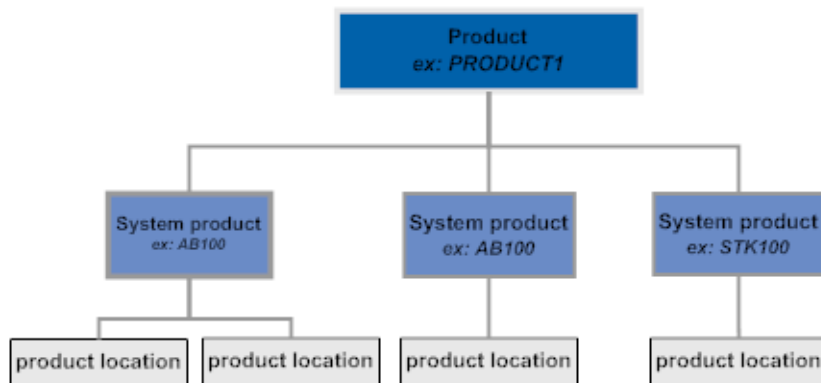 Product
ex: PRODUCT1
System product
ex: AB100
System product
ex: AB100
System product
ex: STK100
product location
product location
product location
product location